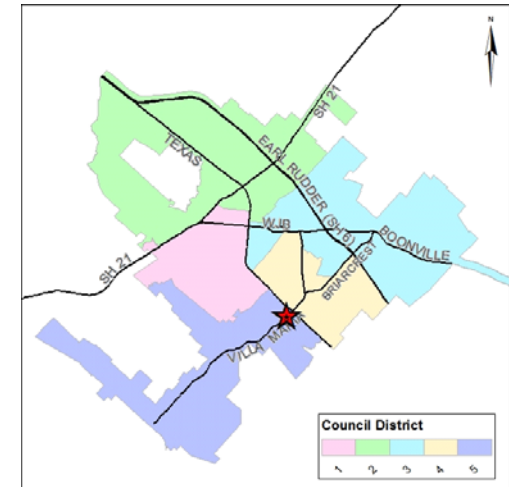 N
SH 21
EARL RUDDER (SH 6)
TEXAS
WJB
BOONVILLE
BRIARCREST
SH 21
VILLA MARIA
Council District
1 2 3 4 5